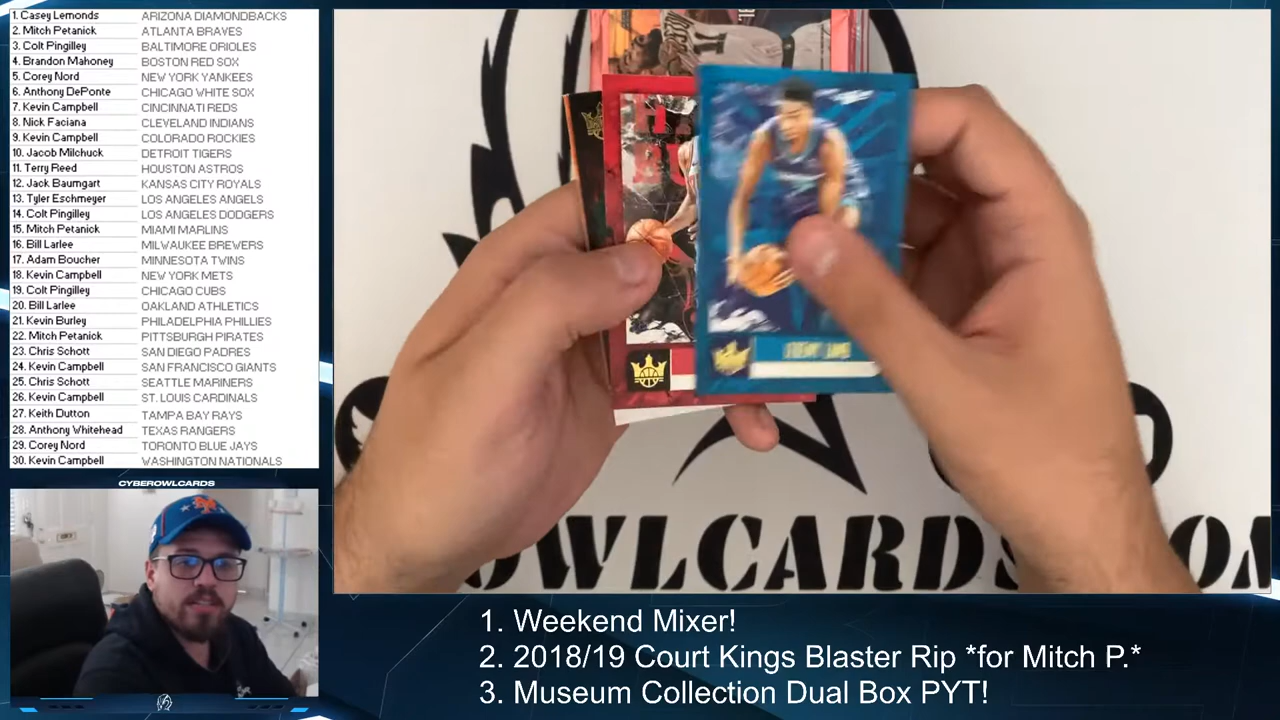 1. Casey Lemonds ARIZONA DIAMONDBACKS
2. Mitch Petanick ATLANTA BRAVES
3. Colt Pingilley BALTIMORE ORIOLES
4. Brandon Mahoney BOSTON RED SOX
5. Corey Nord NEW YORK YANKEES
6. Anthony DePonte CHICAGO WHITE SOX
7. Kevin Campbell CINCINNATI REDS
8. Nick Faciana CLEVELAND INDIANS
9. Kevin Campbell COLORADO ROCKIES
10. Jacob Milchuck DETROIT TIGERS
11. Terry Reed HOUSTON ASTROS
12. Jack Baumgart KANSAS CITY ROYALS
13. Tyler Eschmeyer LOS ANGELES ANGELS
14. Colt Pingilley LOS ANGELES DODGERS
15. Mitch Petanick MIAMI MARLINS
16. Bill Larlee MILWAUKEE BREWERS
17. Adam Boucher MINNESOTA TWINS
18. Kevin Campbell NEW YORK METS
19. Colt Pingilley CHICAGO CUBS
20. Bill Larlee OAKLAND ATHLETICS
21. Kevin Burley PHILADELPHIA PHILLIES
22. Mitch Petanick PITTSBURGH PIRATES
23. Chris Schott SAN DIEGO PADRES
24. Kevin Campbell SAN FRANCISCO GIANTS
25. Chris Schott SEATTLE MARINERS
26. Kevin Campbell ST. LOUIS CARDINALS
27. Keith Dutton TAMPA BAY RAYS
28. Anthony Whitehead TEXAS RANGERS
29. Corey Nord TORONTO BLUE JAYS
30. Kevin Campbell WASHINGTON NATIONALS
CYBEROWLCARDS
OWLCARDS
1. Weekend Mixer!
2. 2018/19 Court Kings Blaster Rip *for Mitch P.*
3. Museum Collection Dual Box PYT!